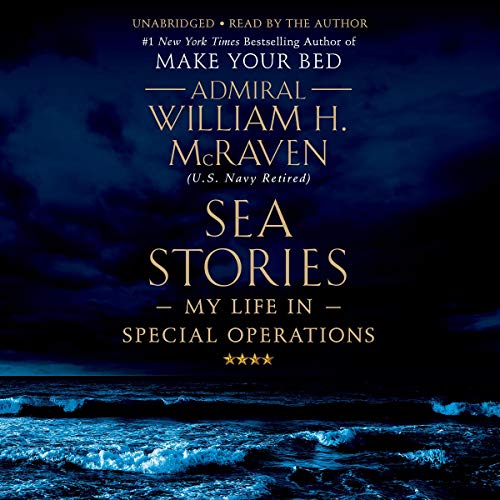 UNABRIDGED • READ BY THE AUTHOR
#1 New York Times Bestselling Author of
MAKE YOUR BED
ADMIRAL
WILLIAM H.
McRAVEN
(U.S. Navy Retired)
SEA
STORIES
— MY LIFE IN —
SPECIAL OPERATIONS